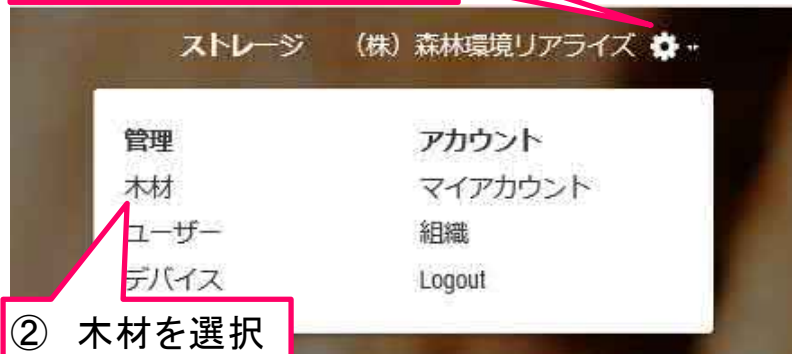 ストレージ （株）森林環境リアライズ
管理 アカウント
木材 マイアカウント
ユーザー 組織
デバイス Logout
② 木材を選択